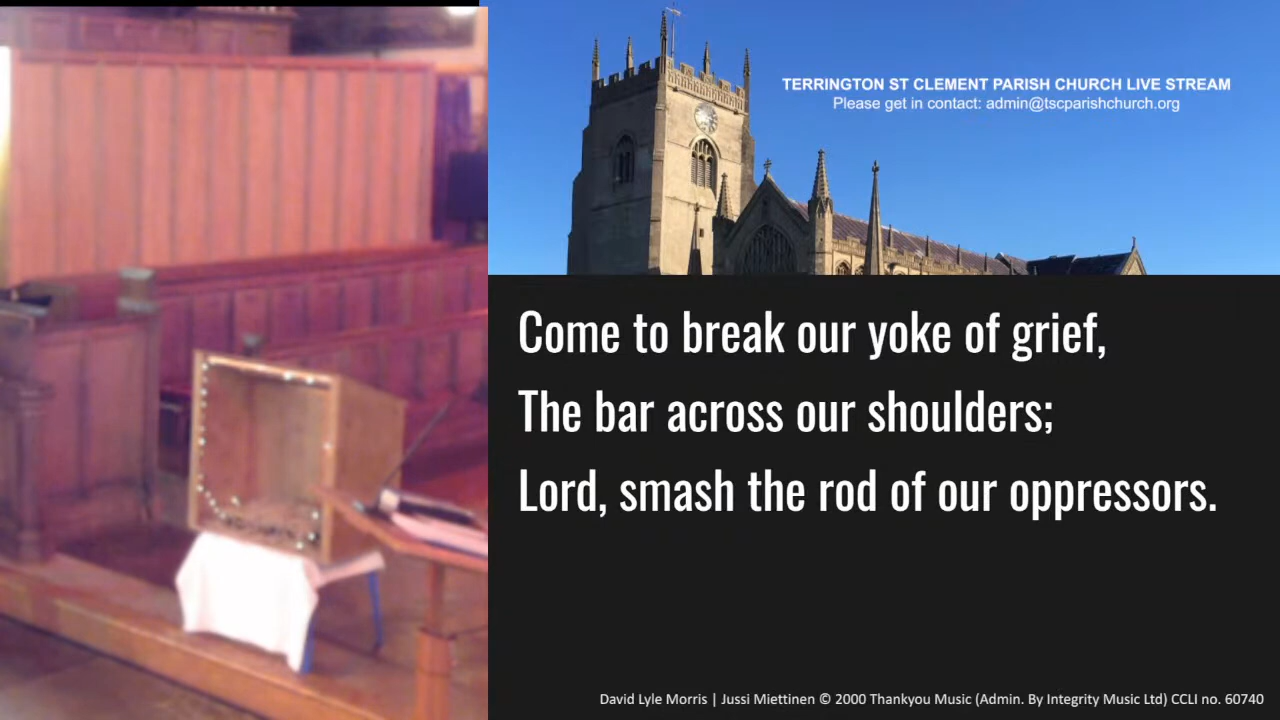 TERRINGTON ST CLEMENT PARISH CHURCH LIVE STREAM
Please get in contact: admin@tscparishchurch.org
Come to break our yoke of grief,
The bar across our shoulders;
Lord, smash the rod of our oppressors.
David Lyle Morris | Jussi Miettinen © 2000 Thankyou Music (Admin. By Integrity Music Ltd) CCLI no. 60740